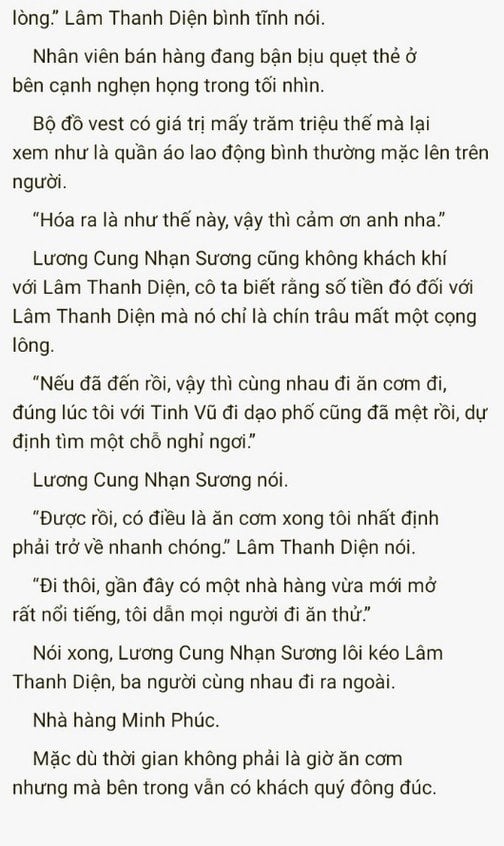 lòng.” Lâm Thanh Diện bình tĩnh nói.
Nhân viên bán hàng đang bận bịu quẹt thẻ ở
bên cạnh nghẹn họng trong tối nhìn.
Bộ đồ vest có giá trị mấy trăm triệu thế mà lại
xem như là quần áo lao động bình thường mặc lên trên
người.
“Hóa ra là như thế này, vậy thì cảm ơn anh nha.”
Lương Cung Nhạn Sương cũng không khách khí
với Lâm Thanh Diện, cô ta biết rằng số tiền đó đối với
Lâm Thanh Diện mà nó chỉ là chín trâu mất một cọng
lông.
“Nếu đã đến rồi, vậy thì cùng nhau đi ăn cơm đi,
đúng lúc tôi với Tinh Vũ đi dạo phố cũng đã mệt rồi, dự
định tìm một chỗ nghỉ ngơi.”
Lương Cung Nhạn Sương nói.
“Được rồi, có điều là ăn cơm xong tôi nhất định
phải trở về nhanh chóng.” Lâm Thanh Diện nói.
“Đi thôi, gần đây có một nhà hàng vừa mới mở
rất nổi tiếng, tôi dẫn mọi người đi ăn thử.”
Nói xong, Lương Cung Nhạn Sương lôi kéo Lâm
Thanh Diện, ba người cùng nhau đi ra ngoài.
Nhà hàng Minh Phúc.
Mặc dù thời gian không phải là giờ ăn cơm
nhưng mà bên trong vẫn có khách quý đông đúc.